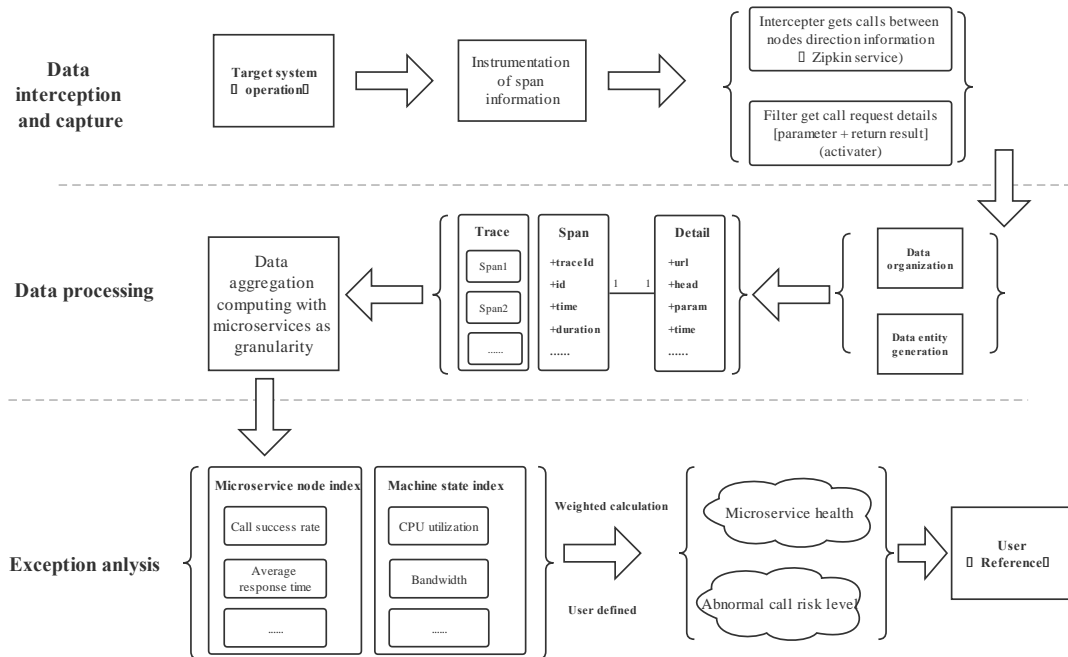 Data
interception
and capture
Target system
▯ operation▯
Instrumentation
of span
information
Intercepter gets calls between
nodes direction information
▯ Zipkin service)
Filter get call request details
[parameter + return result]
(activater)
Data processing
Data
aggregation
computing with
microservices as
granularity
Trace
Span1
Span2
......
Span
+traceId
+id
+time
+duration
......
1
1
Detail
+url
+head
+param
+time
......
Data
organization
Data entity
generation
Exception anlysis
Microservice node index
Call success rate
Average
response time
......
Machine state index
CPU utilization
Bandwidth
......
Weighted calculation
User defined
Microservice health
Abnormal call risk level
User
▯ Reference▯